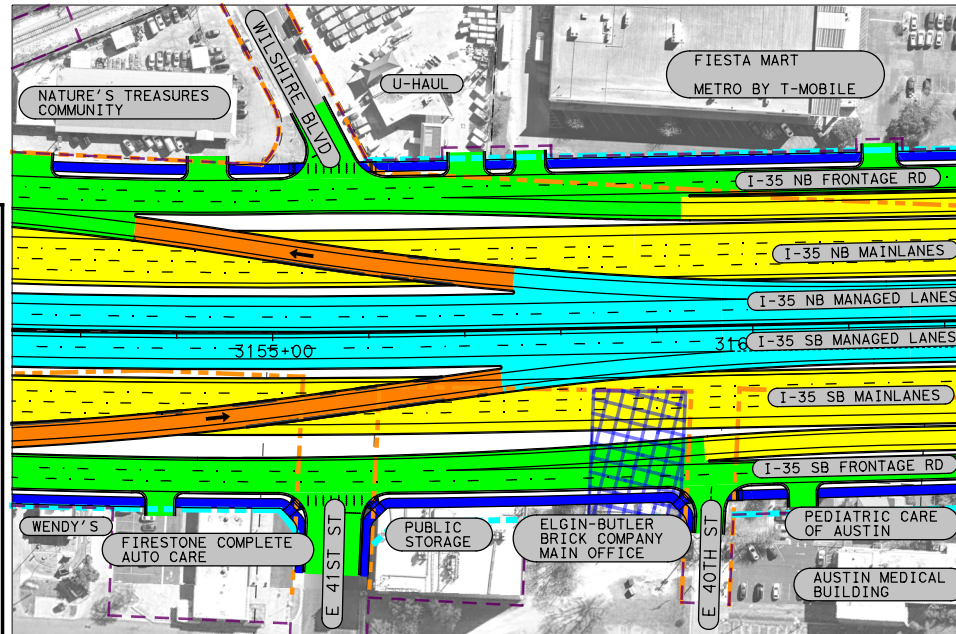 WILSHIRE BLVD
NATURE'S TREASURES
COMMUNITY
U-HAUL
FIESTA MART
METRO BY T-MOBILE
I-35 NB FRONTAGE RD
I-35 NB MAINLANES
I-35 NB MANAGED LANES
3155+00
316
I-35 SB MANAGED LANES
I-35 SB MAINLANES
I-35 SB FRONTAGE RD
WENDY'S
FIRESTONE COMPLETE
AUTO CARE
E 41ST ST
PUBLIC
STORAGE
ELGIN-BUTLER
BRICK COMPANY
MAIN OFFICE
E 40TH ST
PEDIATRIC CARE
OF AUSTIN
AUSTIN MEDICAL
BUILDING